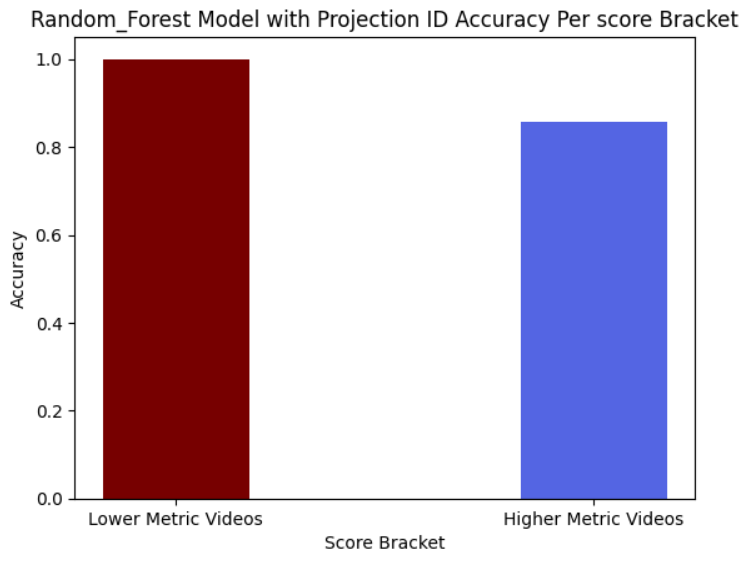 Random_Forest Model with Projection ID Accuracy Per score Bracket
1.0
0.8
0.6
0.4
0.2
0.0
Accuracy
Lower Metric Videos
Higher Metric Videos
Score Bracket